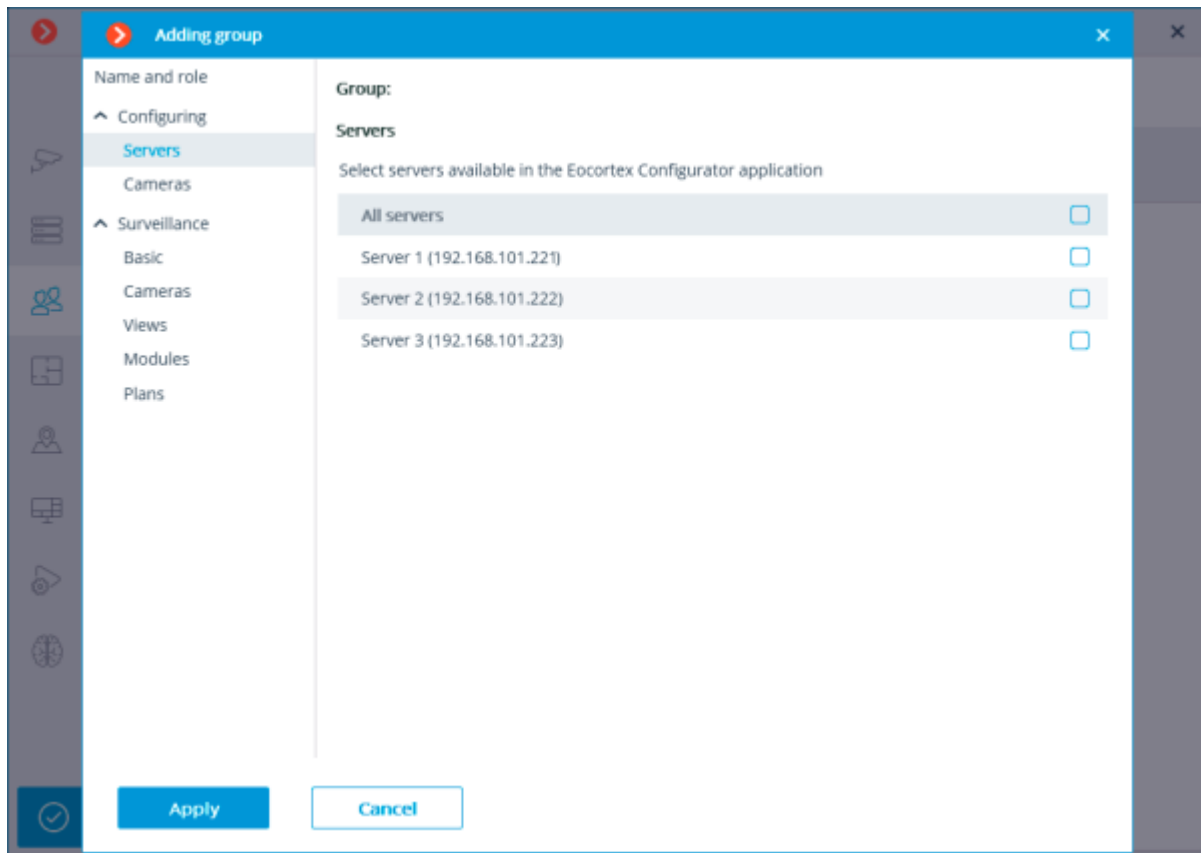 Adding group
Name and role
Configuring
Servers
Cameras
Surveillance
Basic
Cameras
Views
Modules
Plans
Group:
Servers
Select servers available in the Eocortex Configurator application
All servers
Server 1 (192.168.101.221)
Server 2 (192.168.101.222)
Server 3 (192.168.101.223)
Apply
Cancel